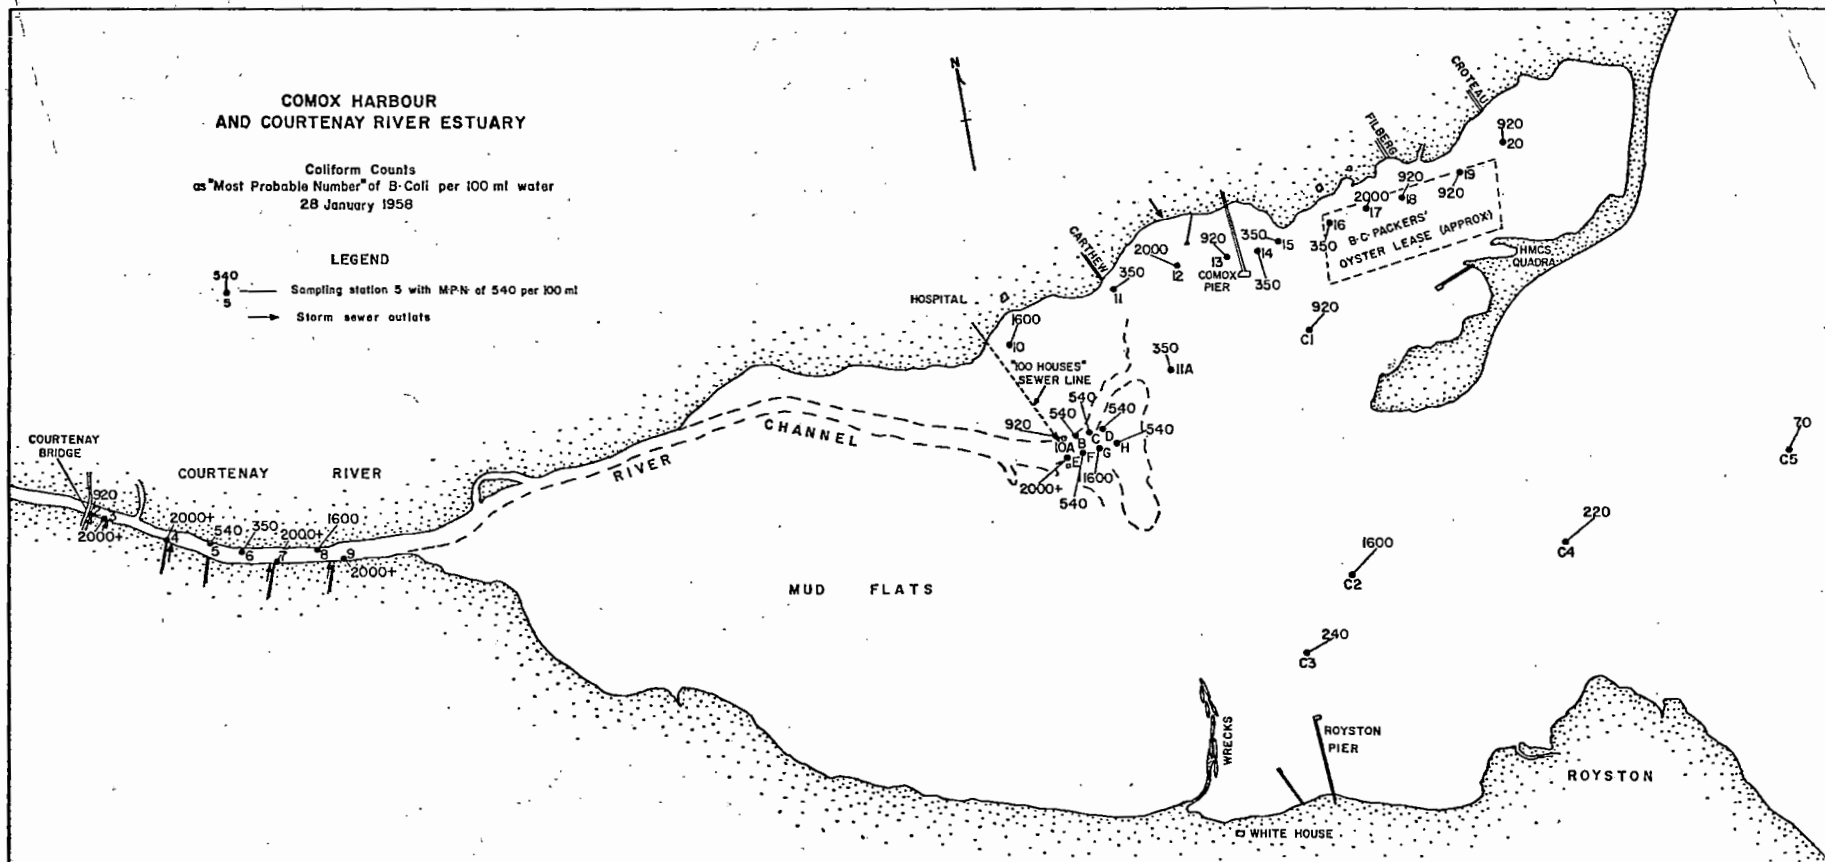 COMOX HARBOUR
AND COURTENAY RIVER ESTUARY
Coliform Counts
as "Most Probable Number" of B·Coli per 100 ml water
28 January 1958
LEGEND
540
5
Sampling station 5 with M·P·N· of 540 per 100 ml
Storm sewer outlets
N
CROTEAU
FILBERG
920
20
920
19
920
18
2000
17
16
350
B·C·PACKERS'
OYSTER LEASE (APPROX·)
HMCS
QUADRA
350
15
14
350
920
13
COMOX
PIER
2000
12
CARTHEW
350
11
HOSPITAL
1600
10
"100 HOUSES"
SEWER LINE
350
11A
920
C1
920
10A
540
B
540
C
540
D
540
H
G
1600
F
540
E
2000+
RIVER
CHANNEL
COURTENAY
BRIDGE
COURTENAY RIVER
920
2
3
2000+
2000+
4
540
5
350
6
2000+
7
1600
8
9
2000+
MUD FLATS
70
C5
220
C4
1600
C2
240
C3
WRECKS
ROYSTON
PIER
ROYSTON
WHITE HOUSE